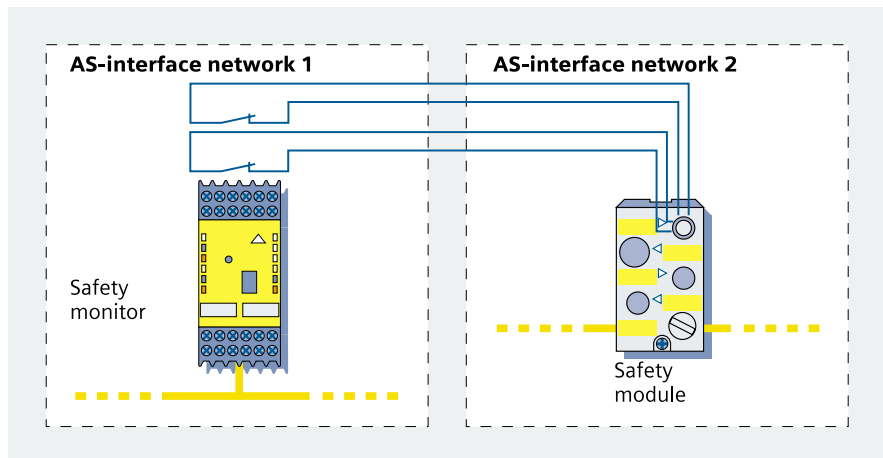 AS-interface network 1
AS-interface network 2
Safety
monitor
Safety
module